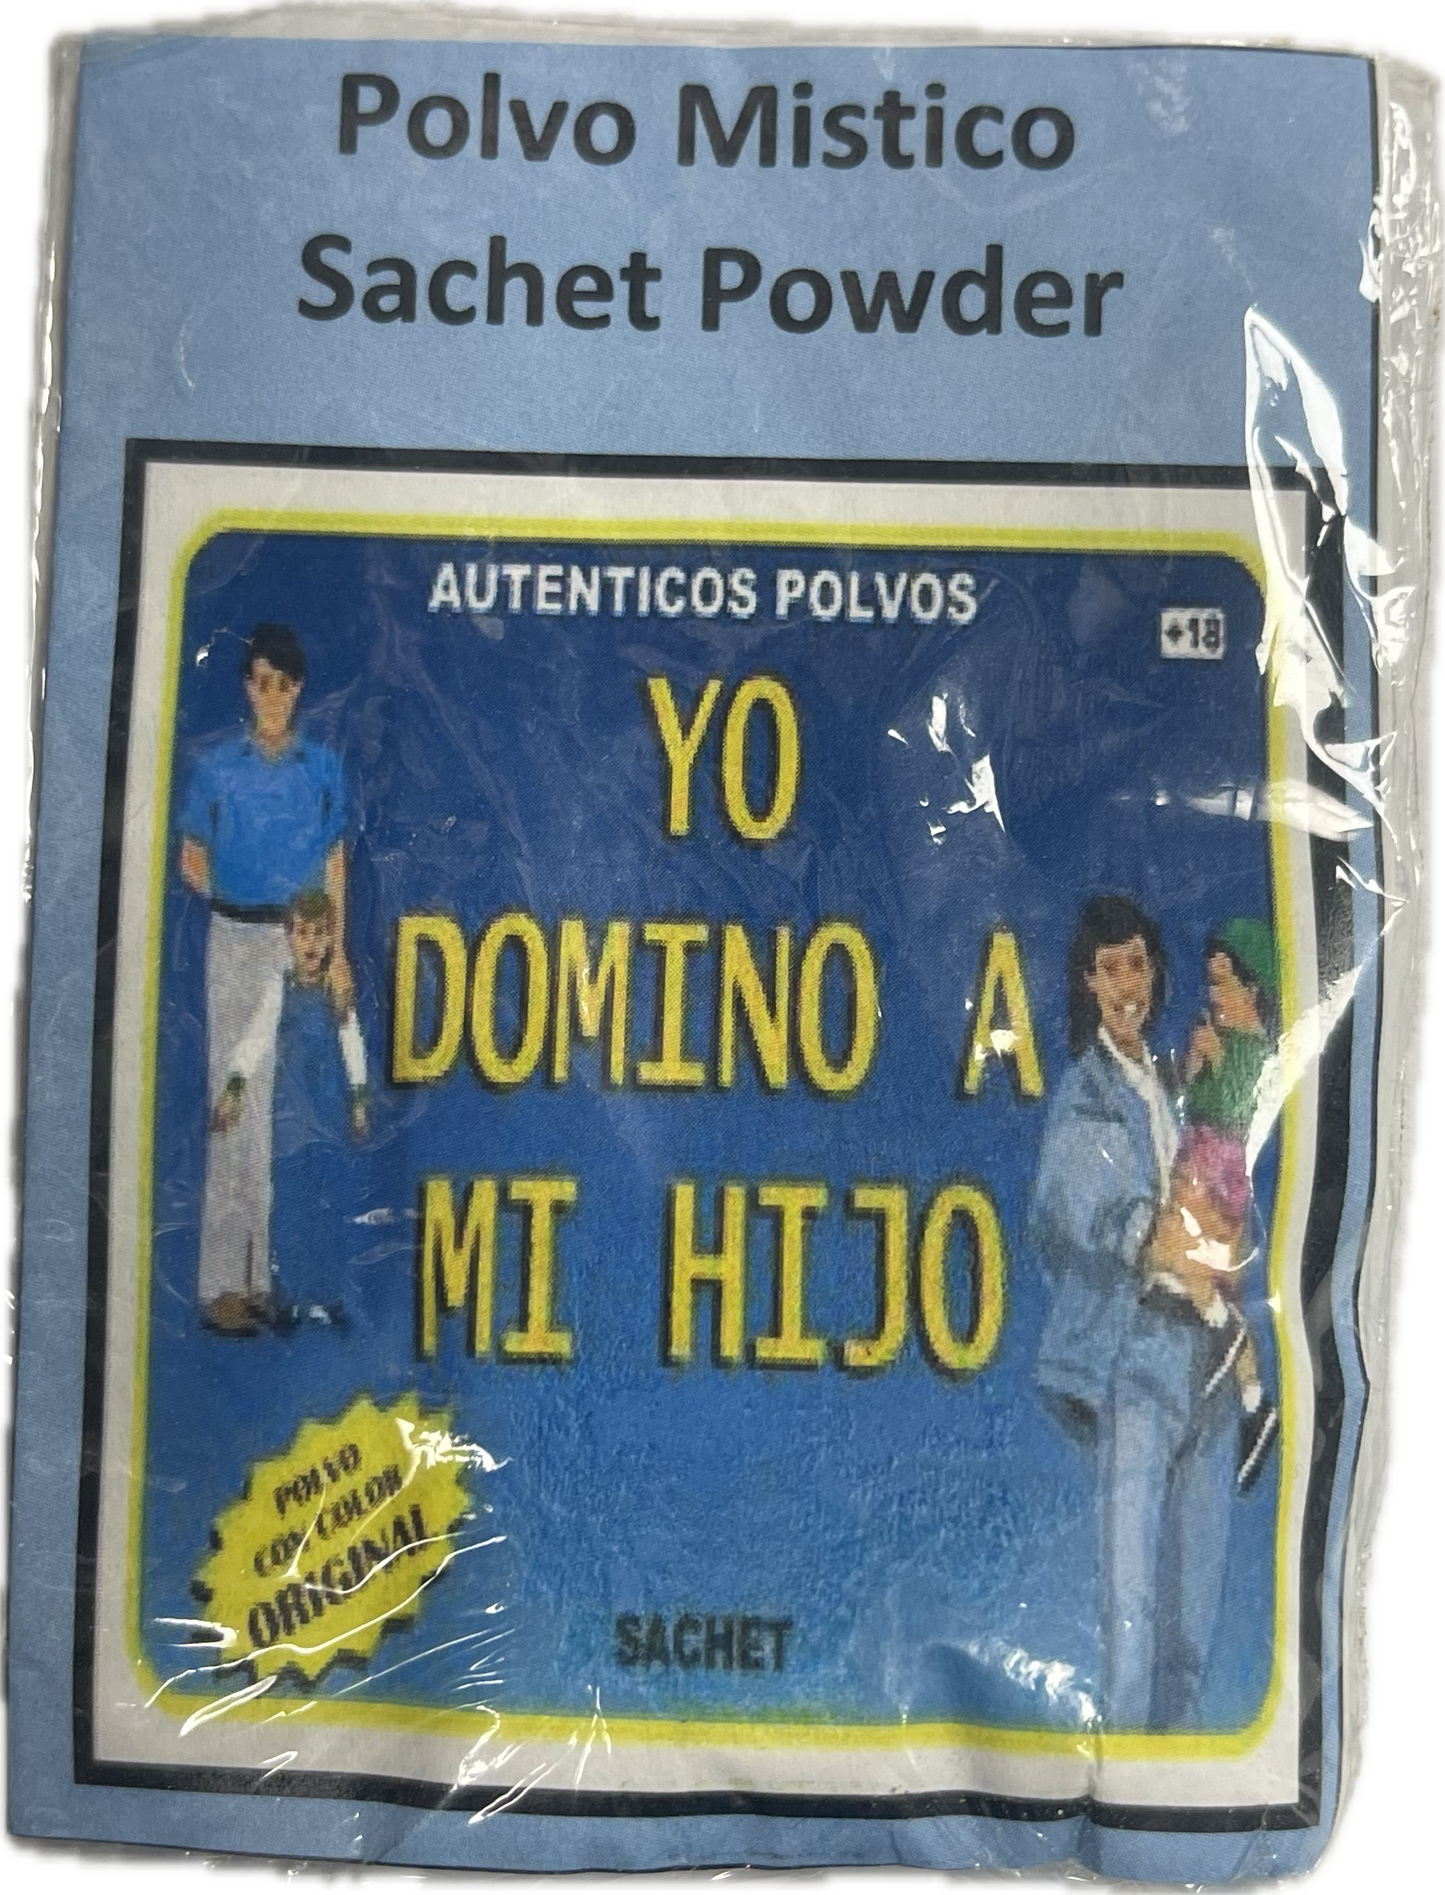 Polvo Mistico
Sachet Powder
AUTENTICOS POLVOS
+18
YO
DOMINO A
MI HIJO
POLVO
CON COLOR
ORIGINAL
SACHET